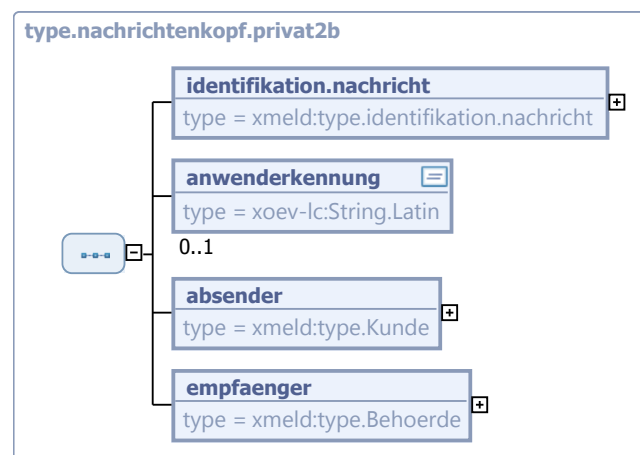 type.nachrichtenkopf.privat2b
identifikation.nachricht
type = xmeld:type.identifikation.nachricht
anwenderkennung
type = xoev-lc:String.Latin
0..1
absender
type = xmeld:type.Kunde
empfaenger
type = xmeld:type.Behoerde